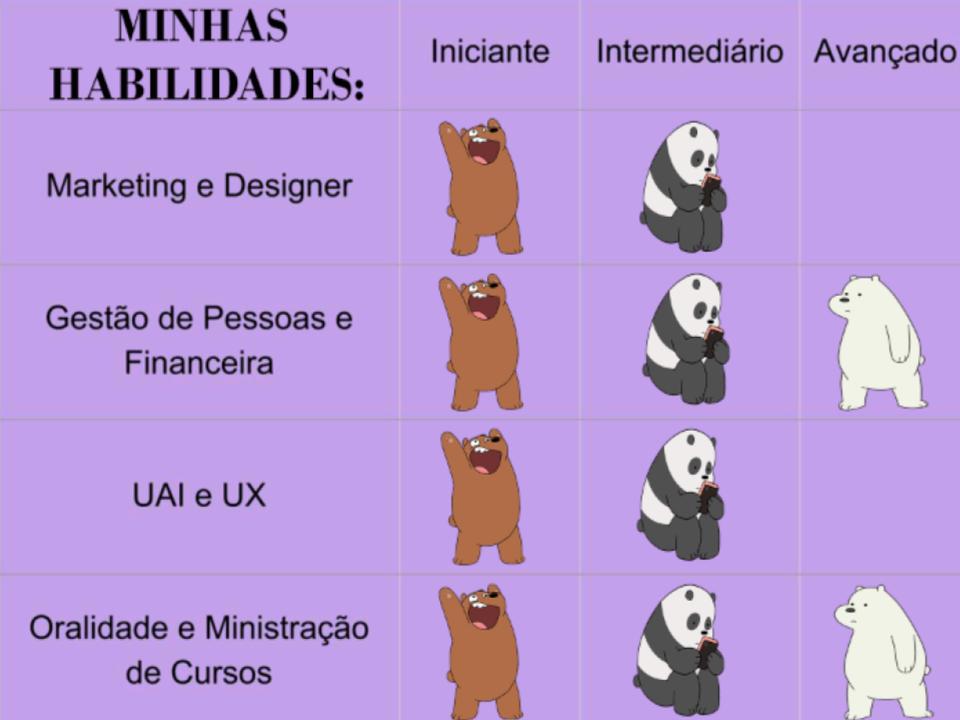 MINHAS
HABILIDADES:
Iniciante
Intermediário
Avançado
Marketing e Designer
Gestão de Pessoas e
Financeira
UAI e UX
Oralidade e Ministração
de Cursos